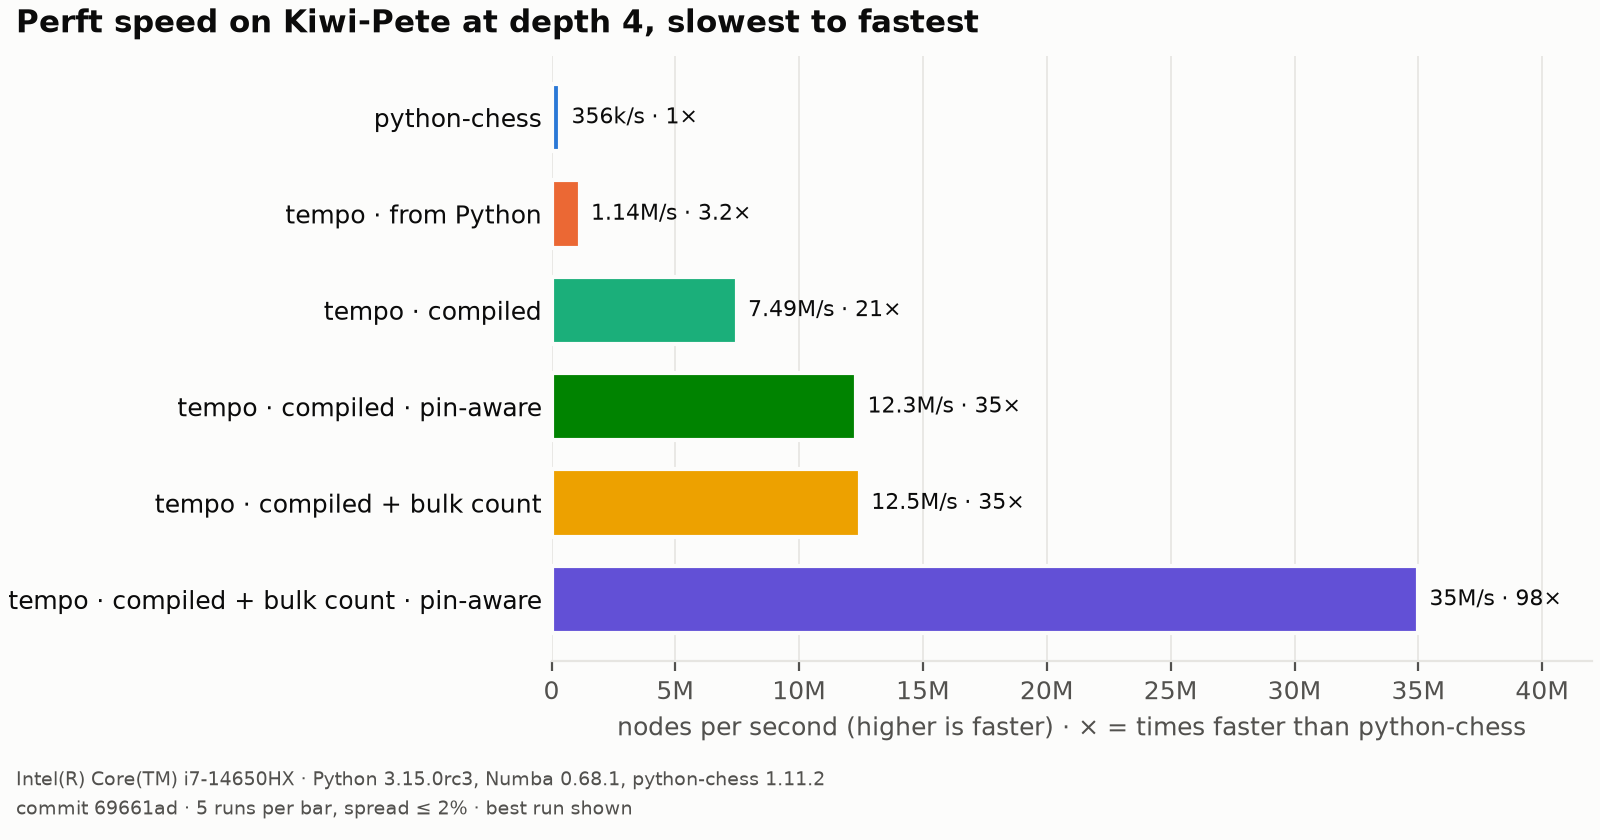 Perft speed on Kiwi-Pete at depth 4, slowest to fastest
python-chess
356k/s · 1×
tempo · from Python
1.14M/s · 3.2×
tempo · compiled
7.49M/s · 21×
tempo · compiled · pin-aware
12.3M/s · 35×
tempo · compiled + bulk count
12.5M/s · 35×
tempo · compiled + bulk count · pin-aware
35M/s · 98×
0 5M 10M 15M 20M 25M 30M 35M 40M
nodes per second (higher is faster) · × = times faster than python-chess
Intel(R) Core(TM) i7-14650HX · Python 3.15.0rc3, Numba 0.68.1, python-chess 1.11.2
commit 69661ad · 5 runs per bar, spread ≤ 2% · best run shown